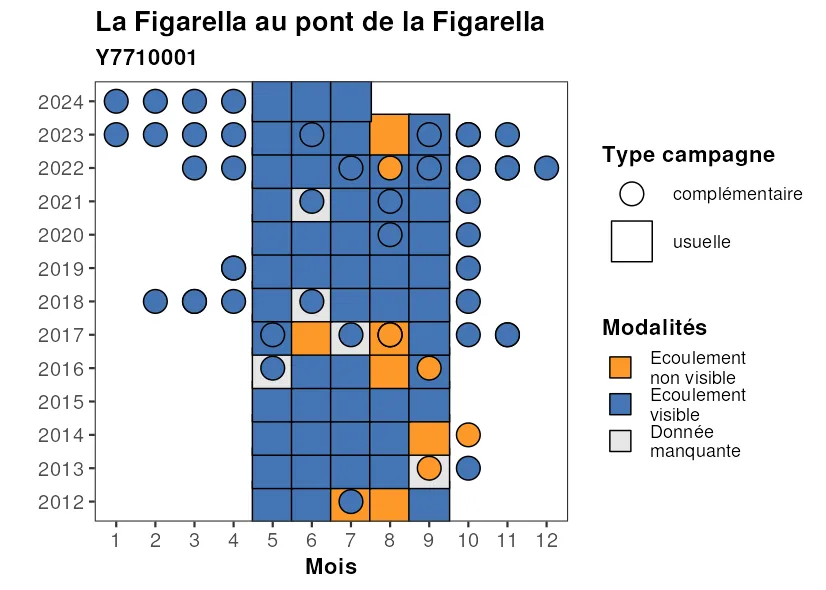 La Figarella au pont de la Figarella
Y7710001
2024
2023
2022
2021
2020
2019
2018
2017
2016
2015
2014
2013
2012
1 2 3 4 5 6 7 8 9 10 11 12
Mois
Type campagne
complémentaire
usuelle
Modalités
Ecoulement
non visible
Ecoulement
visible
Donnée
manquante